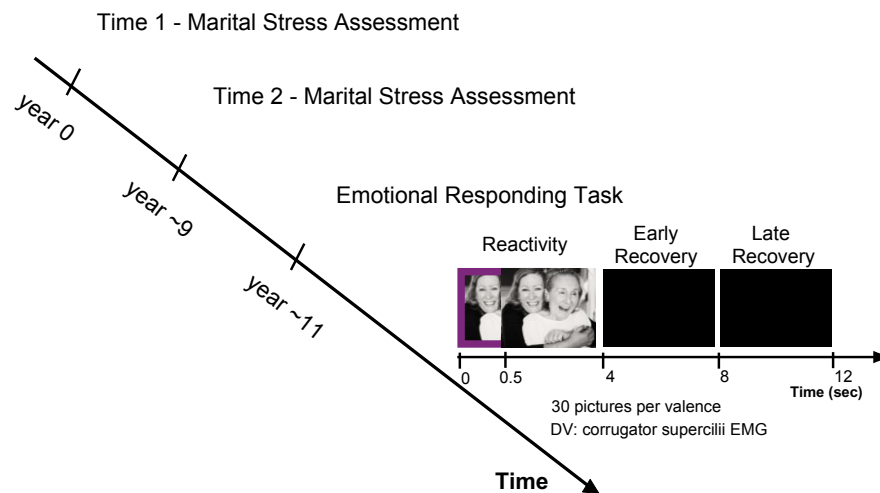 Time 1 - Marital Stress Assessment
year 0
Time 2 - Marital Stress Assessment
year ~9
Emotional Responding Task
year ~11
Reactivity
Early
Recovery
Late
Recovery
0
0.5
4
8
12
Time (sec)
30 pictures per valence
DV: corrugator supercilii EMG
Time